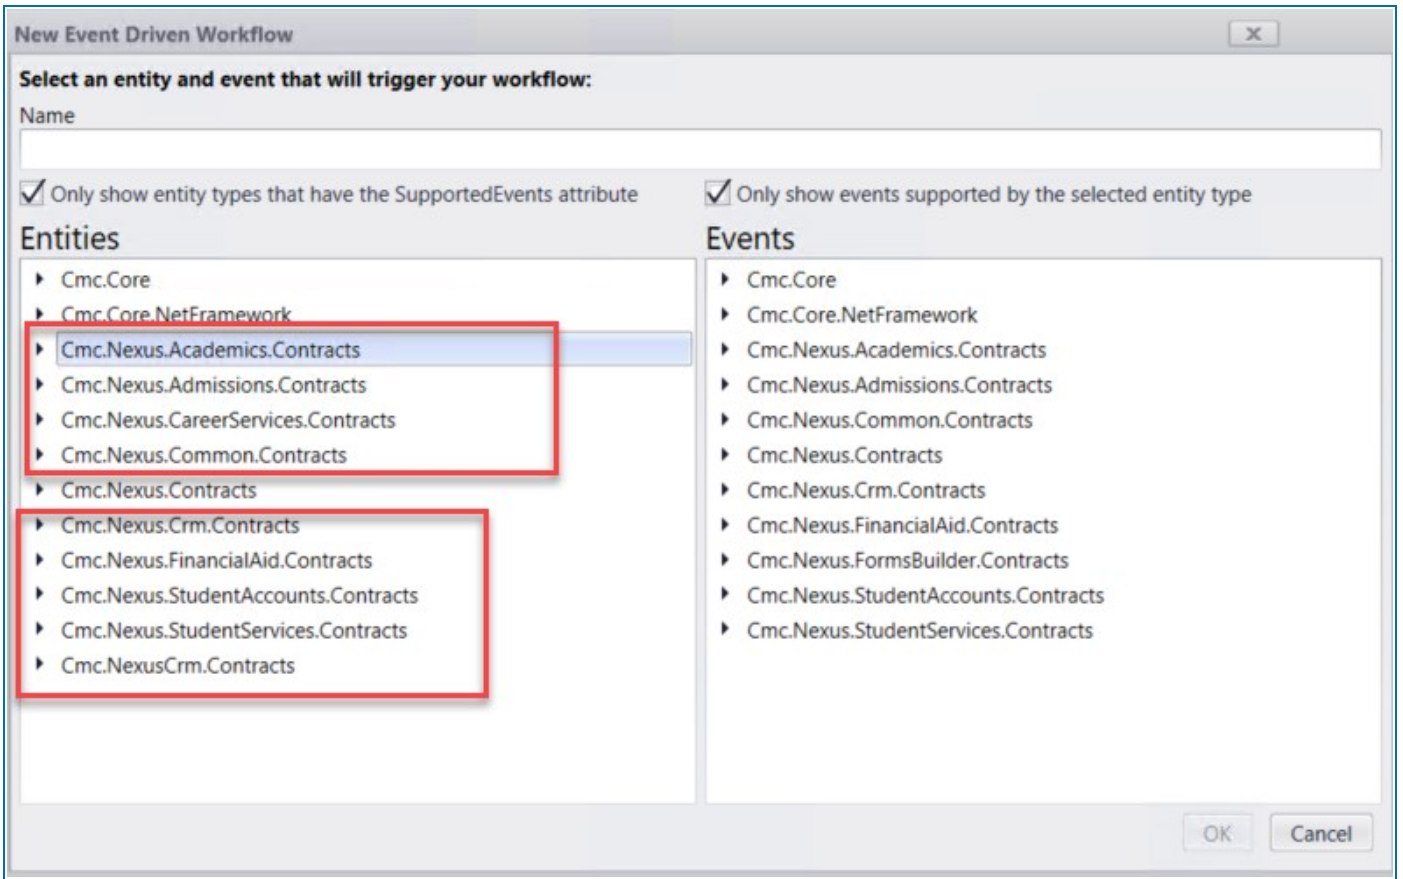 New Event Driven Workflow
x
Select an entity and event that will trigger your workflow:
Name
Only show entity types that have the SupportedEvents attribute
Only show events supported by the selected entity type
Entities
Cmc.Core
Cmc.Core.NetFramework
Cmc.Nexus.Academics.Contracts
Cmc.Nexus.Admissions.Contracts
Cmc.Nexus.CareerServices.Contracts
Cmc.Nexus.Common.Contracts
Cmc.Nexus.Contracts
Cmc.Nexus.Crm.Contracts
Cmc.Nexus.FinancialAid.Contracts
Cmc.Nexus.StudentAccounts.Contracts
Cmc.Nexus.StudentServices.Contracts
Cmc.NexusCrm.Contracts
Events
Cmc.Core
Cmc.Core.NetFramework
Cmc.Nexus.Academics.Contracts
Cmc.Nexus.Admissions.Contracts
Cmc.Nexus.Common.Contracts
Cmc.Nexus.Contracts
Cmc.Nexus.Crm.Contracts
Cmc.Nexus.FinancialAid.Contracts
Cmc.Nexus.FormsBuilder.Contracts
Cmc.Nexus.StudentAccounts.Contracts
Cmc.Nexus.StudentServices.Contracts
OK
Cancel